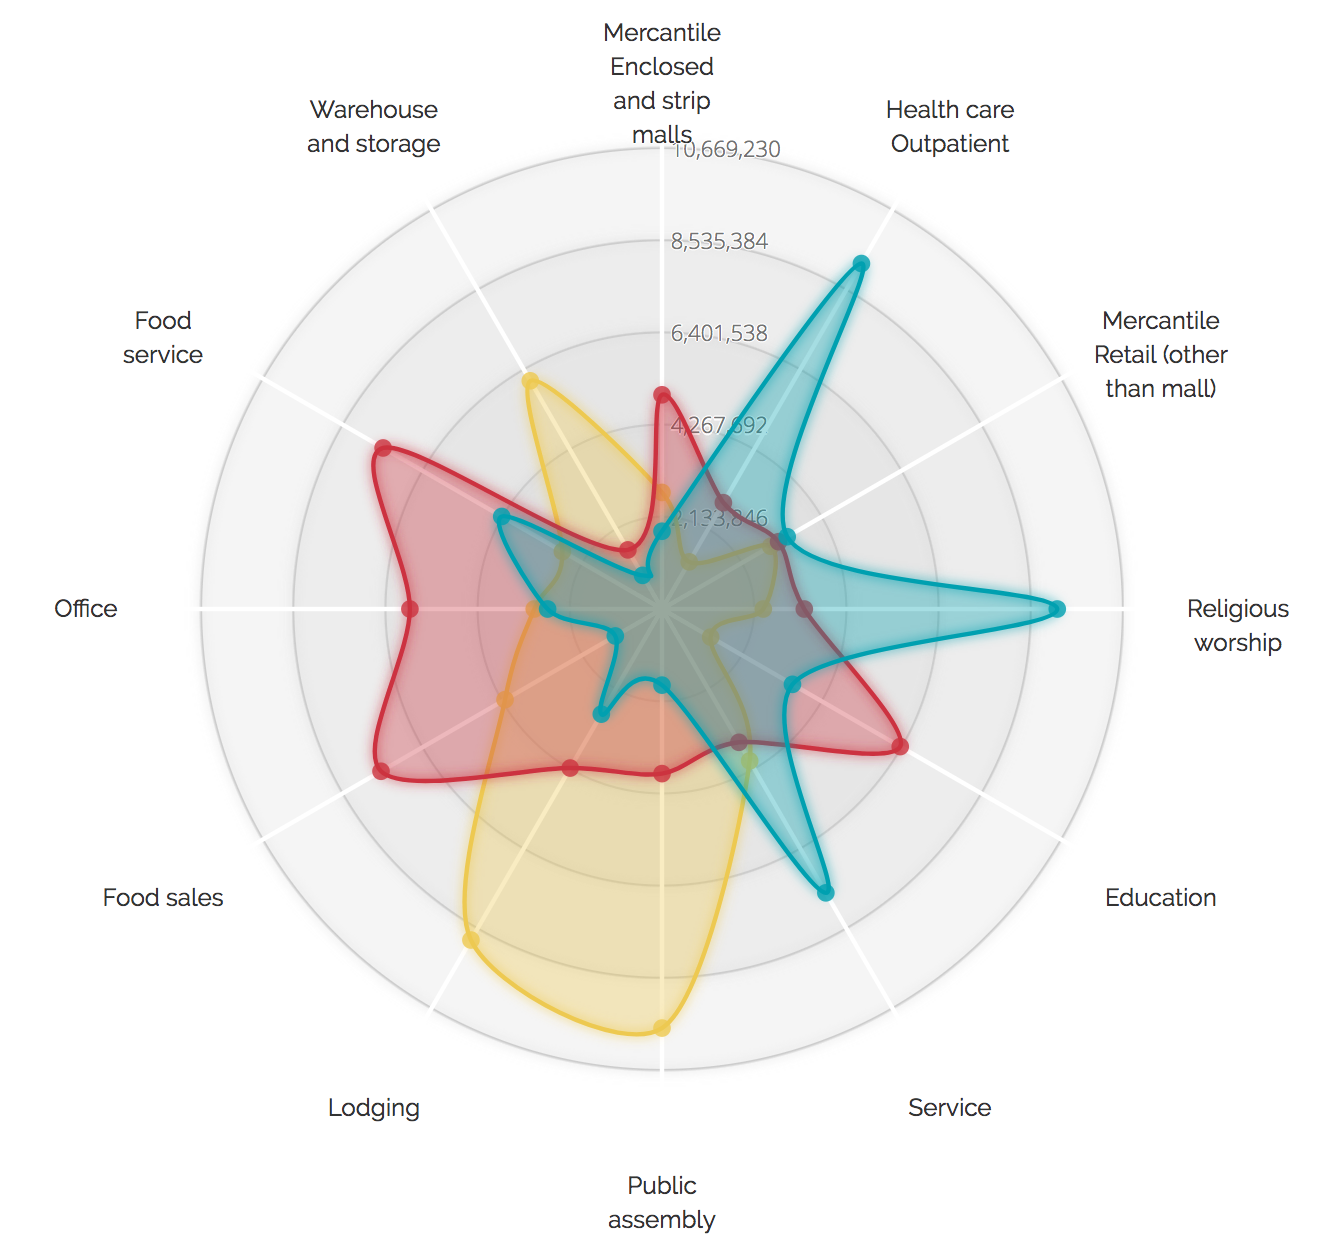 Mercantile
Enclosed
and strip
malls
10,669,230
8,535,384
6,401,538
4,267,692
2,133,846
Health care
Outpatient
Mercantile
Retail (other
than mall)
Religious
worship
Education
Service
Public
assembly
Lodging
Food sales
Office
Food
service
Warehouse
and storage